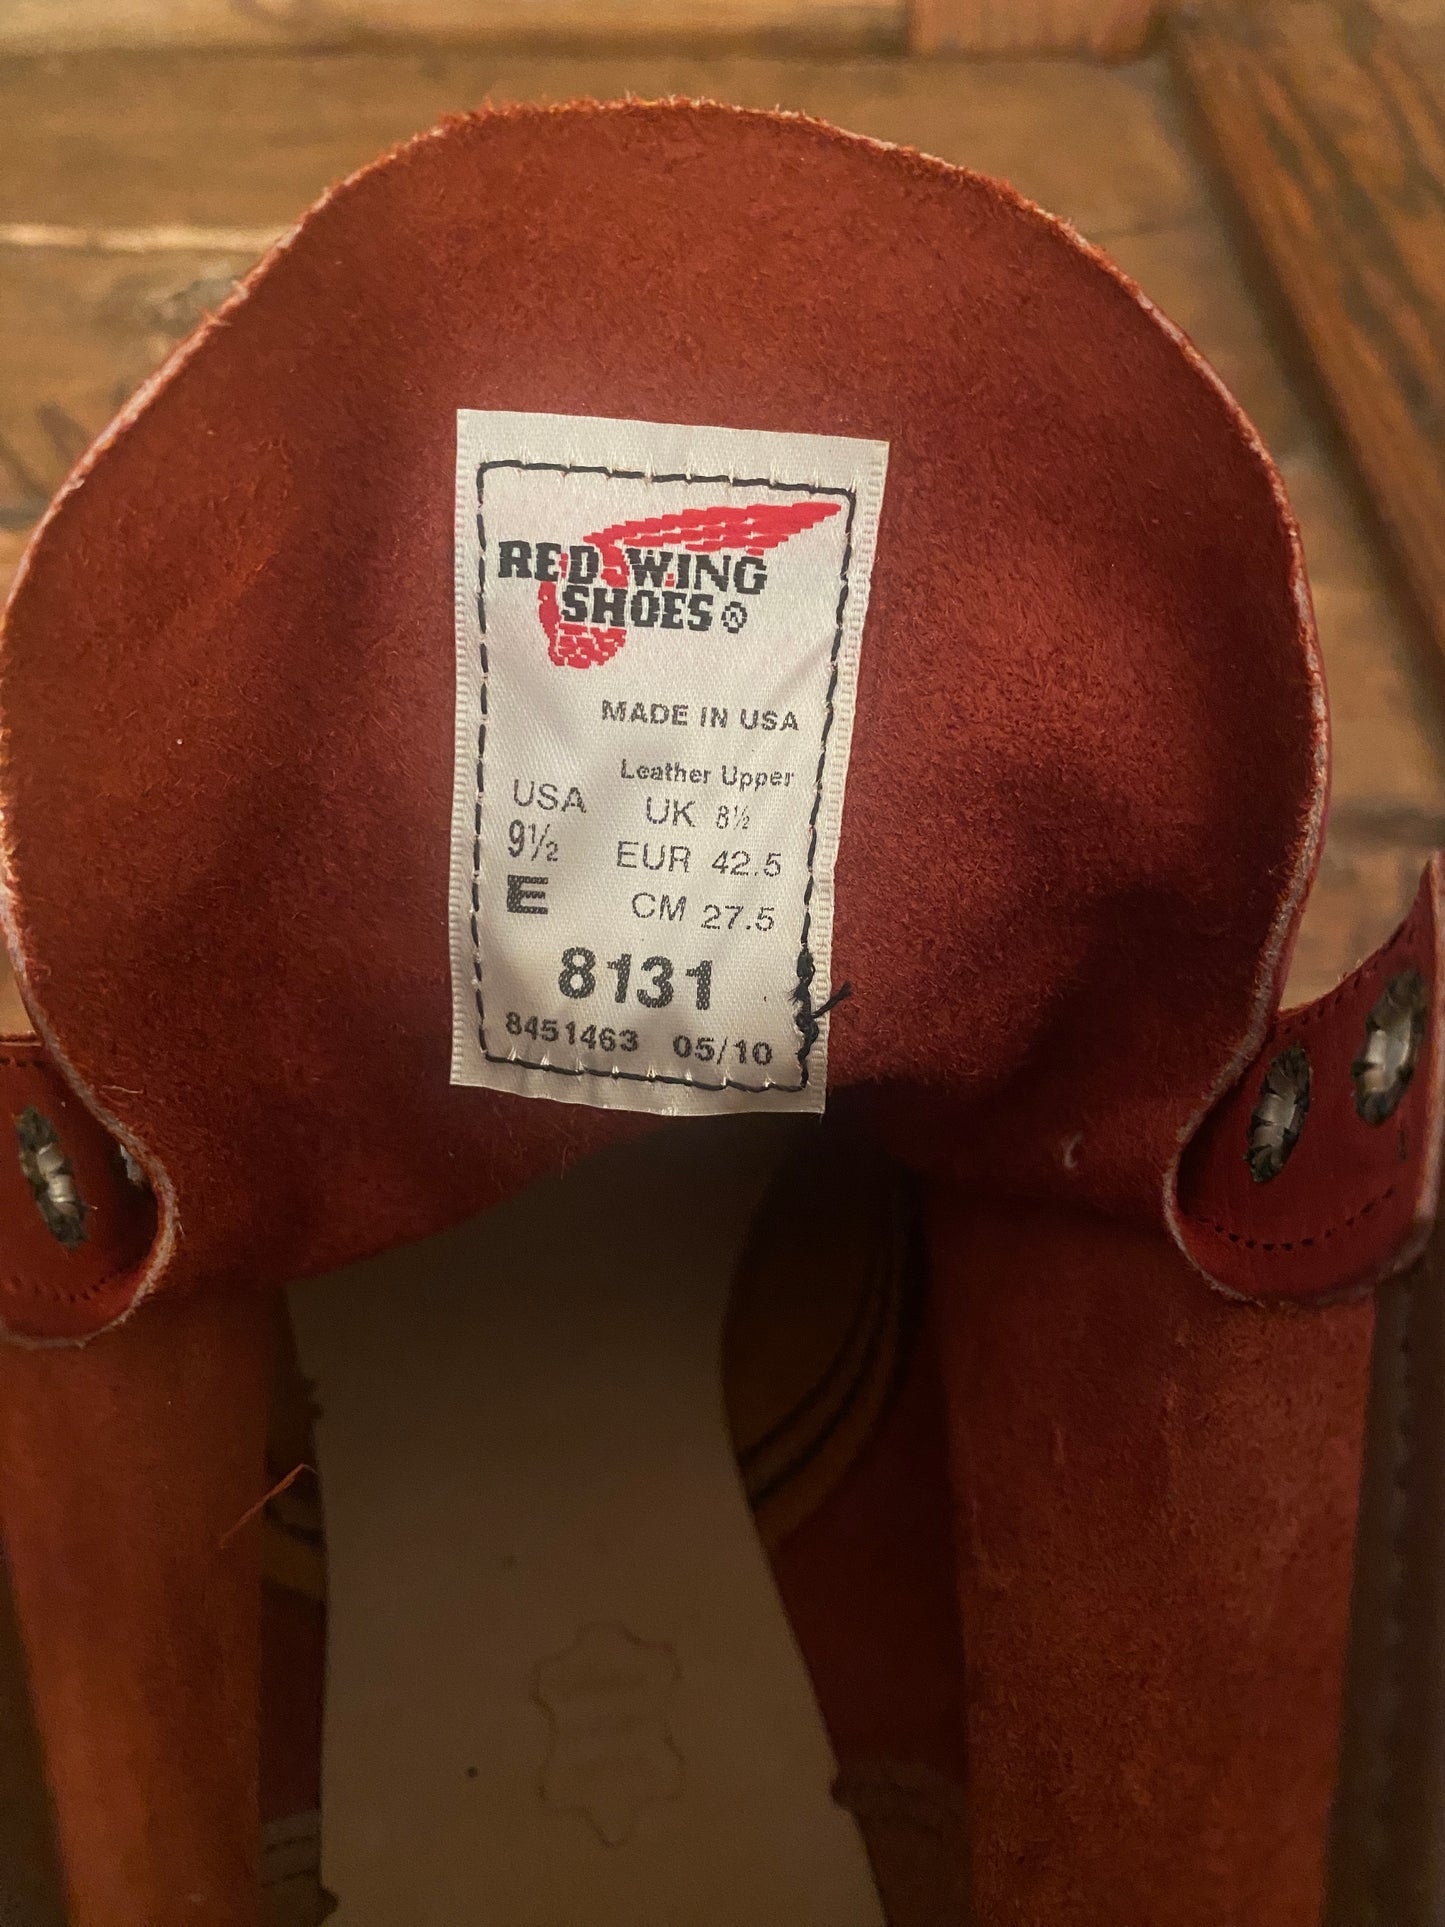 RED WING
SHOES®
MADE IN USA
Leather Upper
USA UK 8½
9½ EUR 42.5
E CM 27.5
8131
8451463 05/10